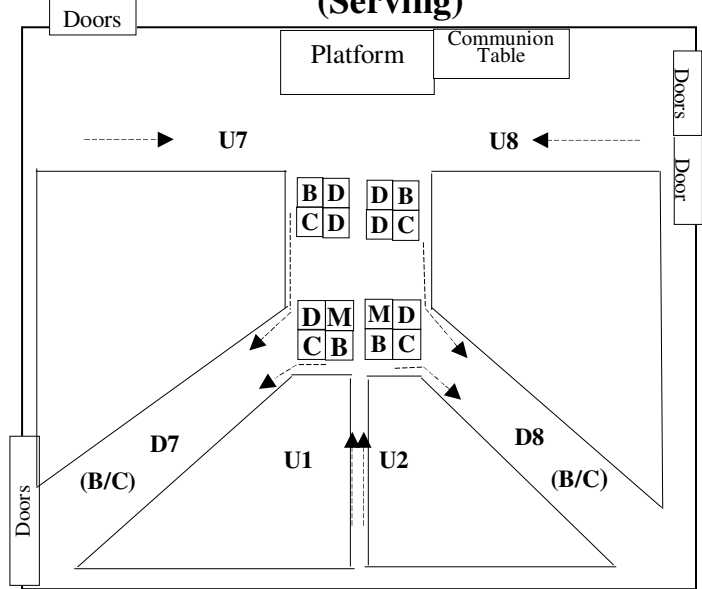 (Serving)
Doors
Platform
Communion
Table
Doors
U7
U8
Door
B D
D B
C D
D C
D M
M D
C B
B C
D7
U1
U2
D8
(B/C)
(B/C)
Doors